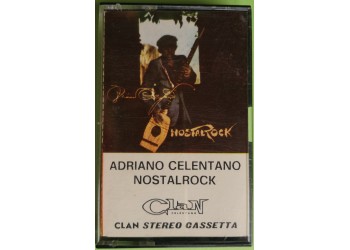 NOSTALROCK
ADRIANO CELENTANO
NOSTALROCK
CLAN
CLAN STEREO CASSETTA